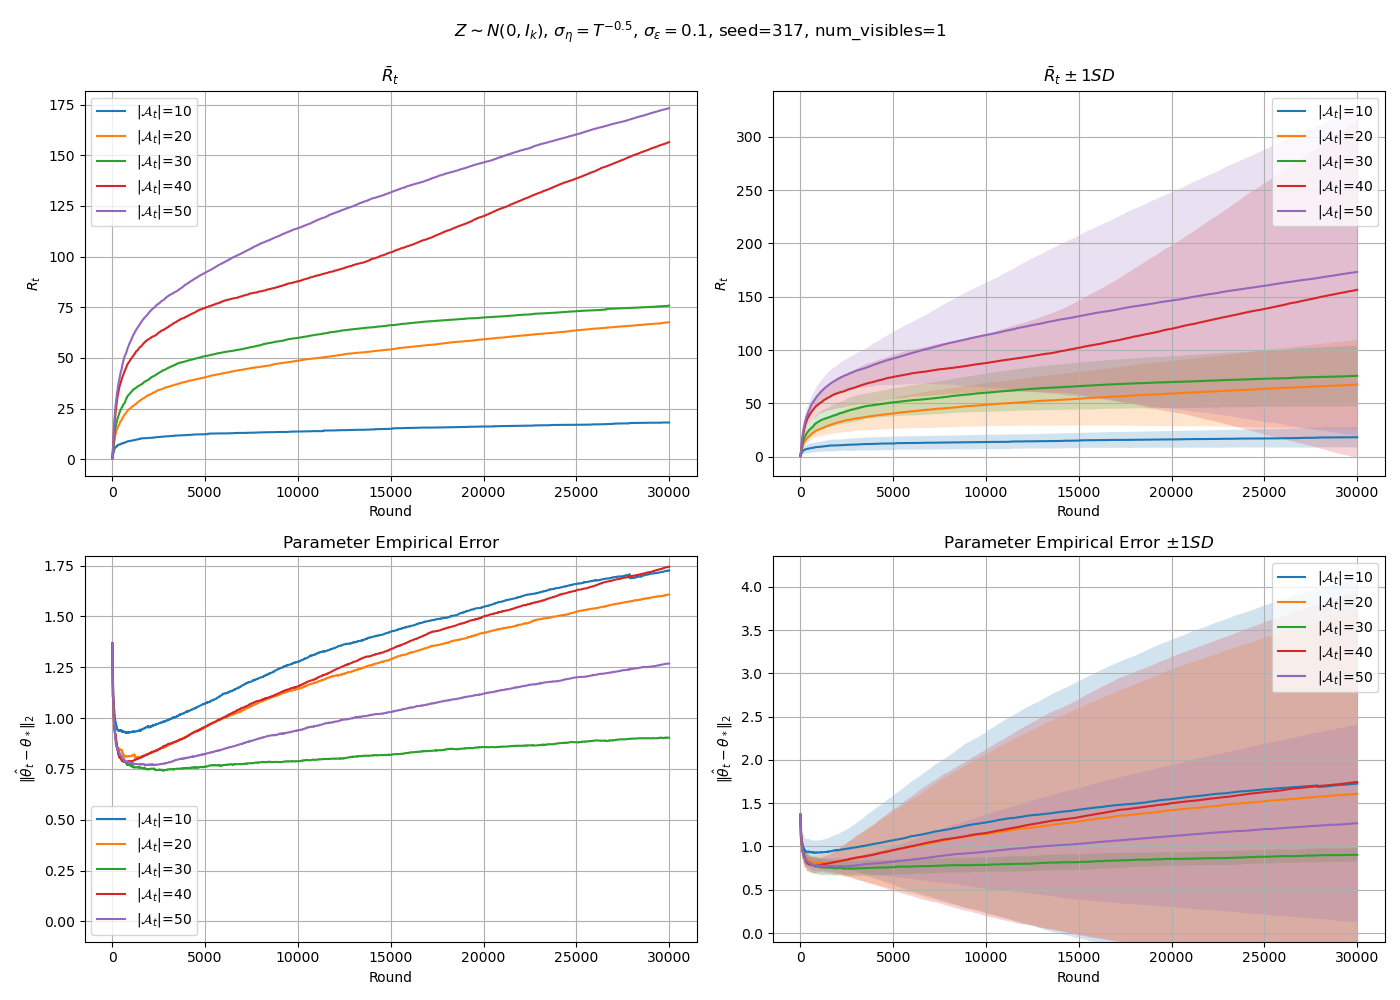 Z ∼ N(0, I_k), σ_η = T^{−0.5}, σ_ε = 0.1, seed=317, num_visibles=1
R̄_t
175
150
125
100
75
50
25
0
R_t
0 5000 10000 15000 20000 25000 30000
Round
|𝒜_t|=10
|𝒜_t|=20
|𝒜_t|=30
|𝒜_t|=40
|𝒜_t|=50
R̄_t ± 1SD
300
250
200
150
100
50
0
R_t
0 5000 10000 15000 20000 25000 30000
Round
|𝒜_t|=10
|𝒜_t|=20
|𝒜_t|=30
|𝒜_t|=40
|𝒜_t|=50
Parameter Empirical Error
1.75
1.50
1.25
1.00
0.75
0.50
0.25
0.00
‖θ̂_t − θ_*‖_2
0 5000 10000 15000 20000 25000 30000
Round
|𝒜_t|=10
|𝒜_t|=20
|𝒜_t|=30
|𝒜_t|=40
|𝒜_t|=50
Parameter Empirical Error ±1SD
4.0
3.5
3.0
2.5
2.0
1.5
1.0
0.5
0.0
‖θ̂_t − θ_*‖_2
0 5000 10000 15000 20000 25000 30000
Round
|𝒜_t|=10
|𝒜_t|=20
|𝒜_t|=30
|𝒜_t|=40
|𝒜_t|=50